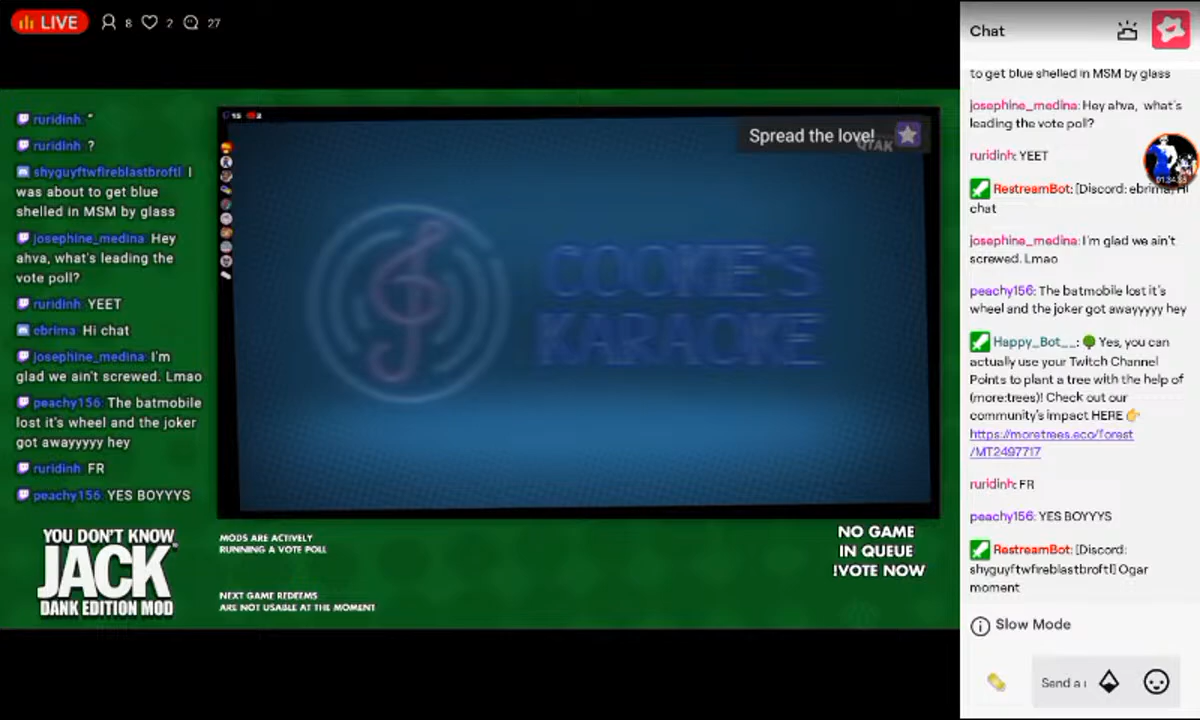 LIVE 8 2 27
ruridinh: "
ruridinh: ?
shyguyftwfireblastbroftl I
was about to get blue
shelled in MSM by glass
josephine_medina: Hey
ahva, what's leading the
vote poll?
ruridinh: YEET
ebrima: Hi chat
josephine_medina: I'm
glad we ain't screwed. Lmao
peachy156: The batmobile
lost it's wheel and the joker
got awayyyyy hey
ruridinh: FR
peachy156: YES BOYYYS
YOU DON'T KNOW
JACK
DANK EDITION MOD
15 2
Spread the love!
QTAK
COOKIE'S
KARAOKE
MODS ARE ACTIVELY
RUNNING A VOTE POLL
NEXT GAME REDEEMS
ARE NOT USABLE AT THE MOMENT
NO GAME
IN QUEUE
!VOTE NOW
Chat
to get blue shelled in MSM by glass
josephine_medina: Hey ahva, what's
leading the vote poll?
ruridinh: YEET
RestreamBot: [Discord: ebrima] Hi
chat
josephine_medina: I'm glad we ain't
screwed. Lmao
peachy156: The batmobile lost it's
wheel and the joker got awayyyyy hey
Happy_Bot__: Yes, you can
actually use your Twitch Channel
Points to plant a tree with the help of
(more:trees)! Check out our
community's impact HERE
https://moretrees.eco/forest
/MT2497717
ruridinh: FR
peachy156: YES BOYYYS
RestreamBot: [Discord:
shyguyftwfireblastbroftl] Ogar
moment
Slow Mode
Send a